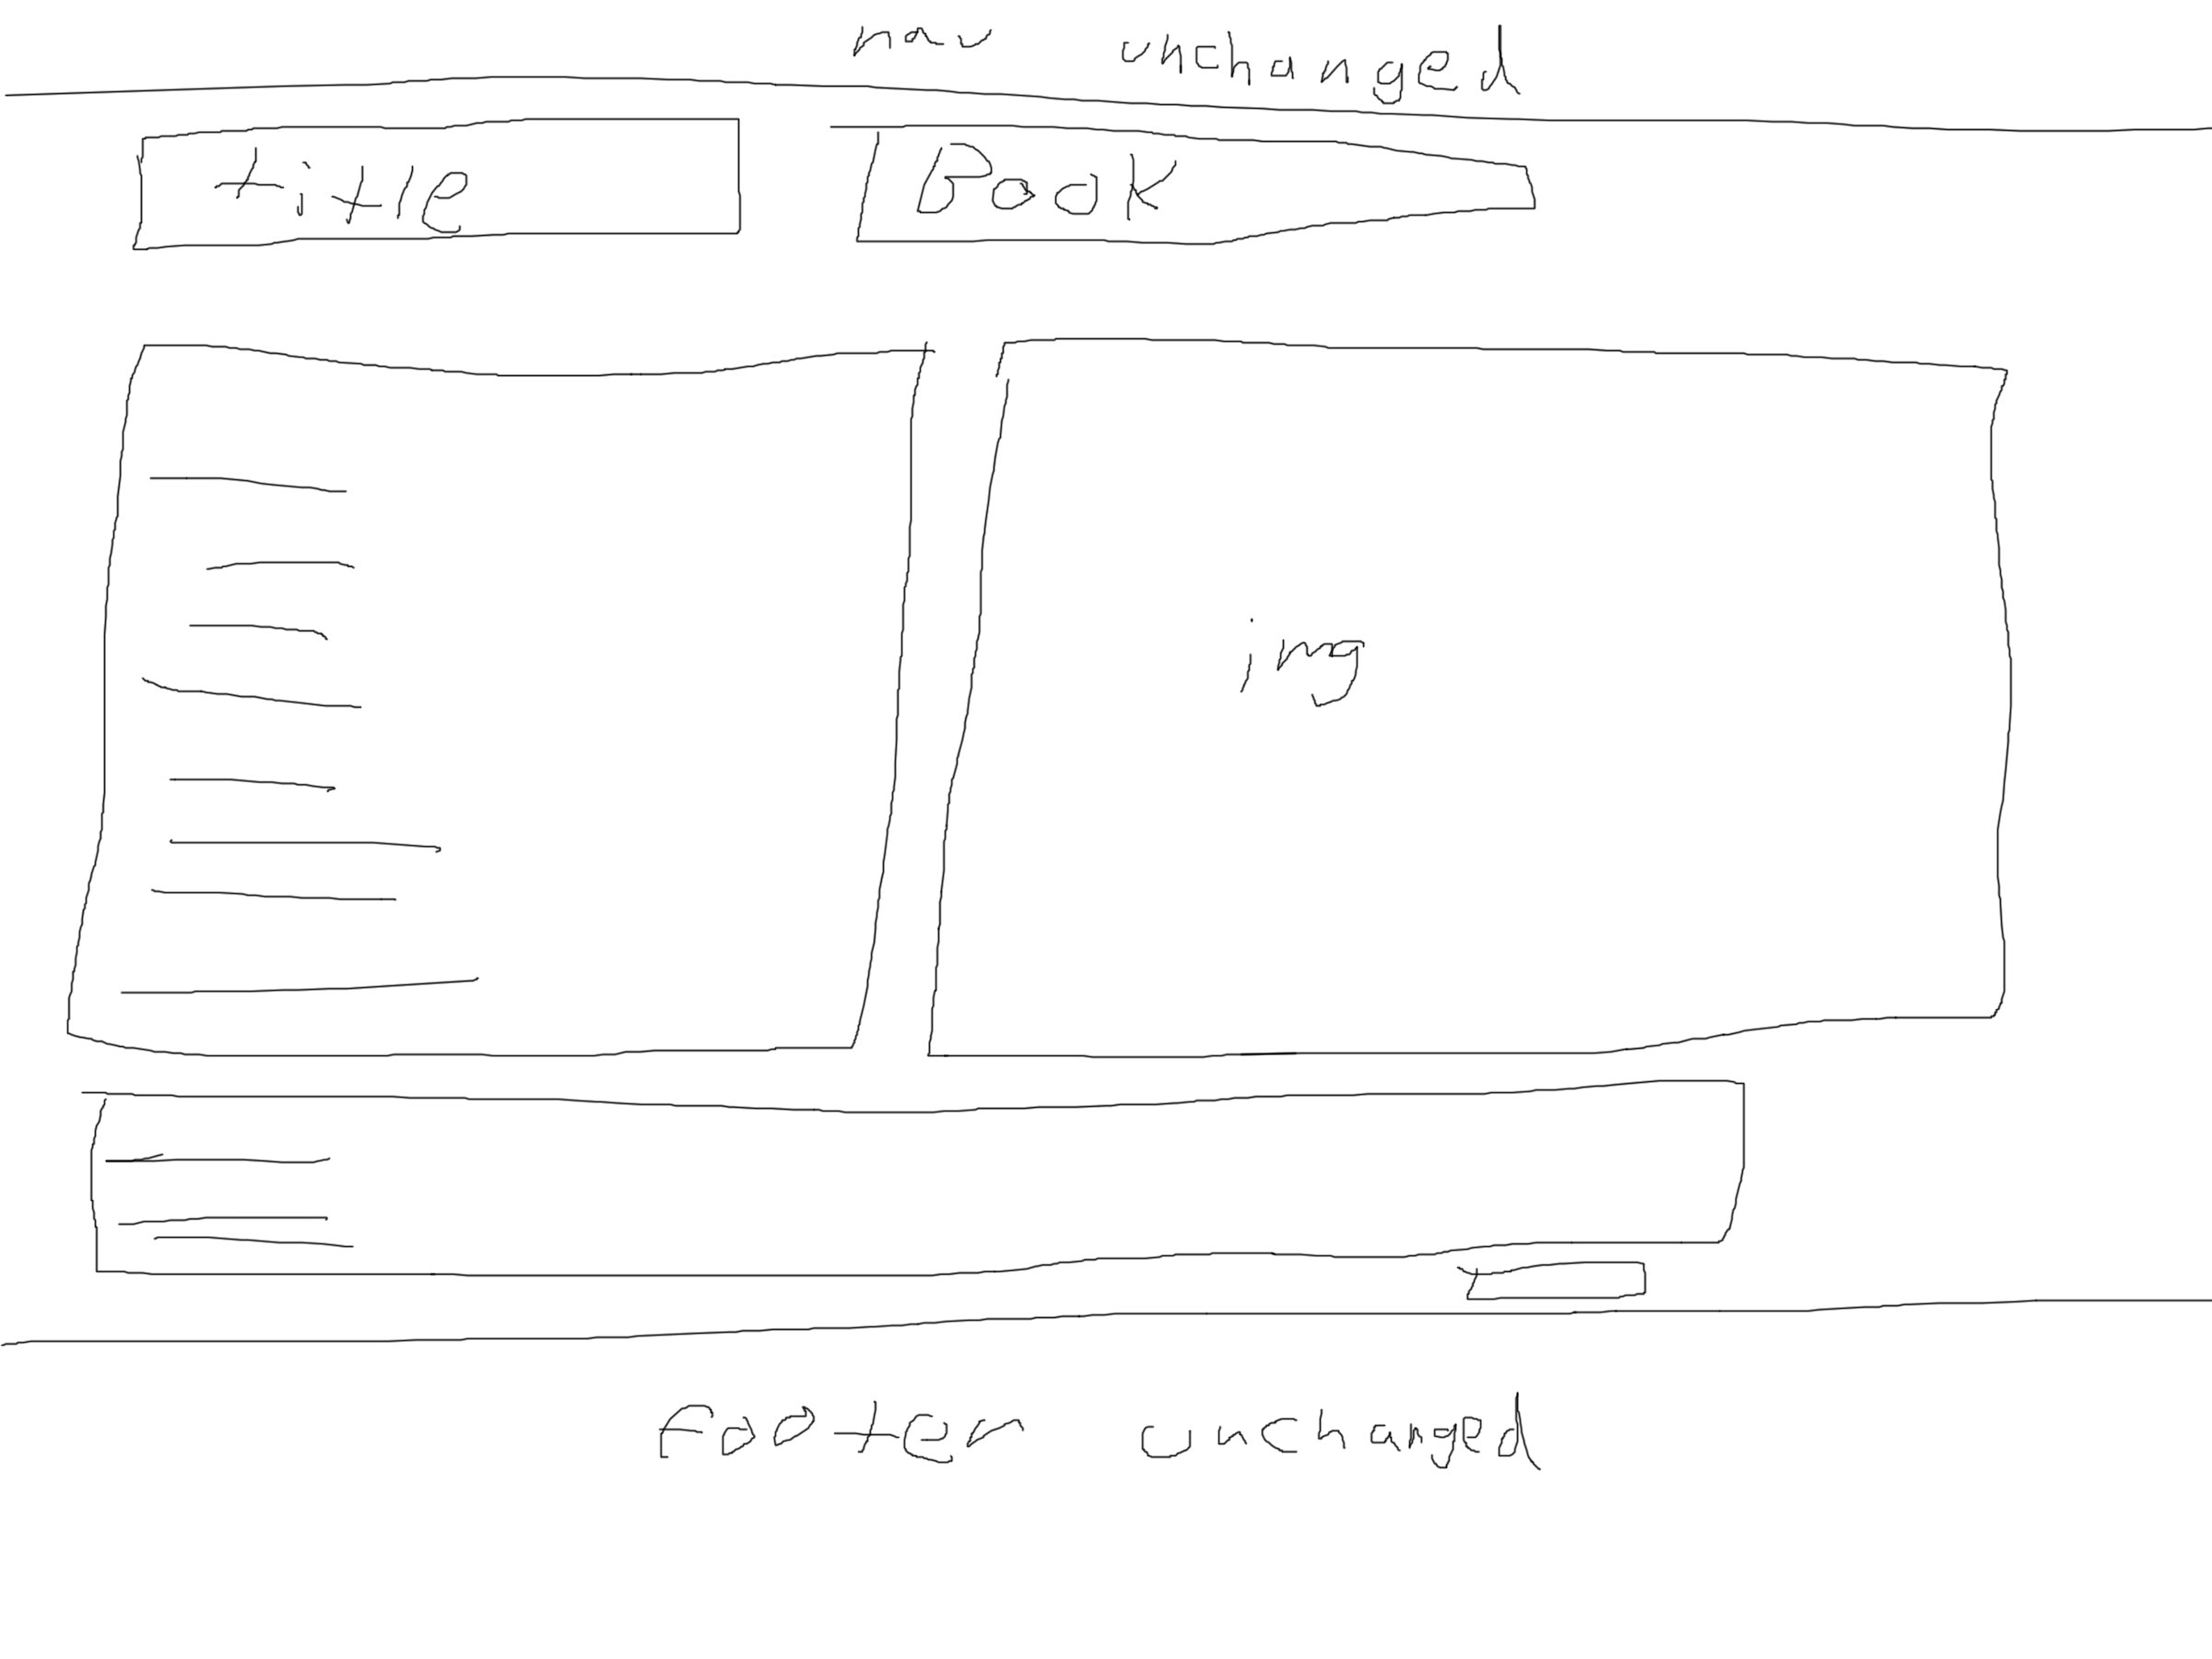 nav unchanged
title
Book
img
footer unchanged